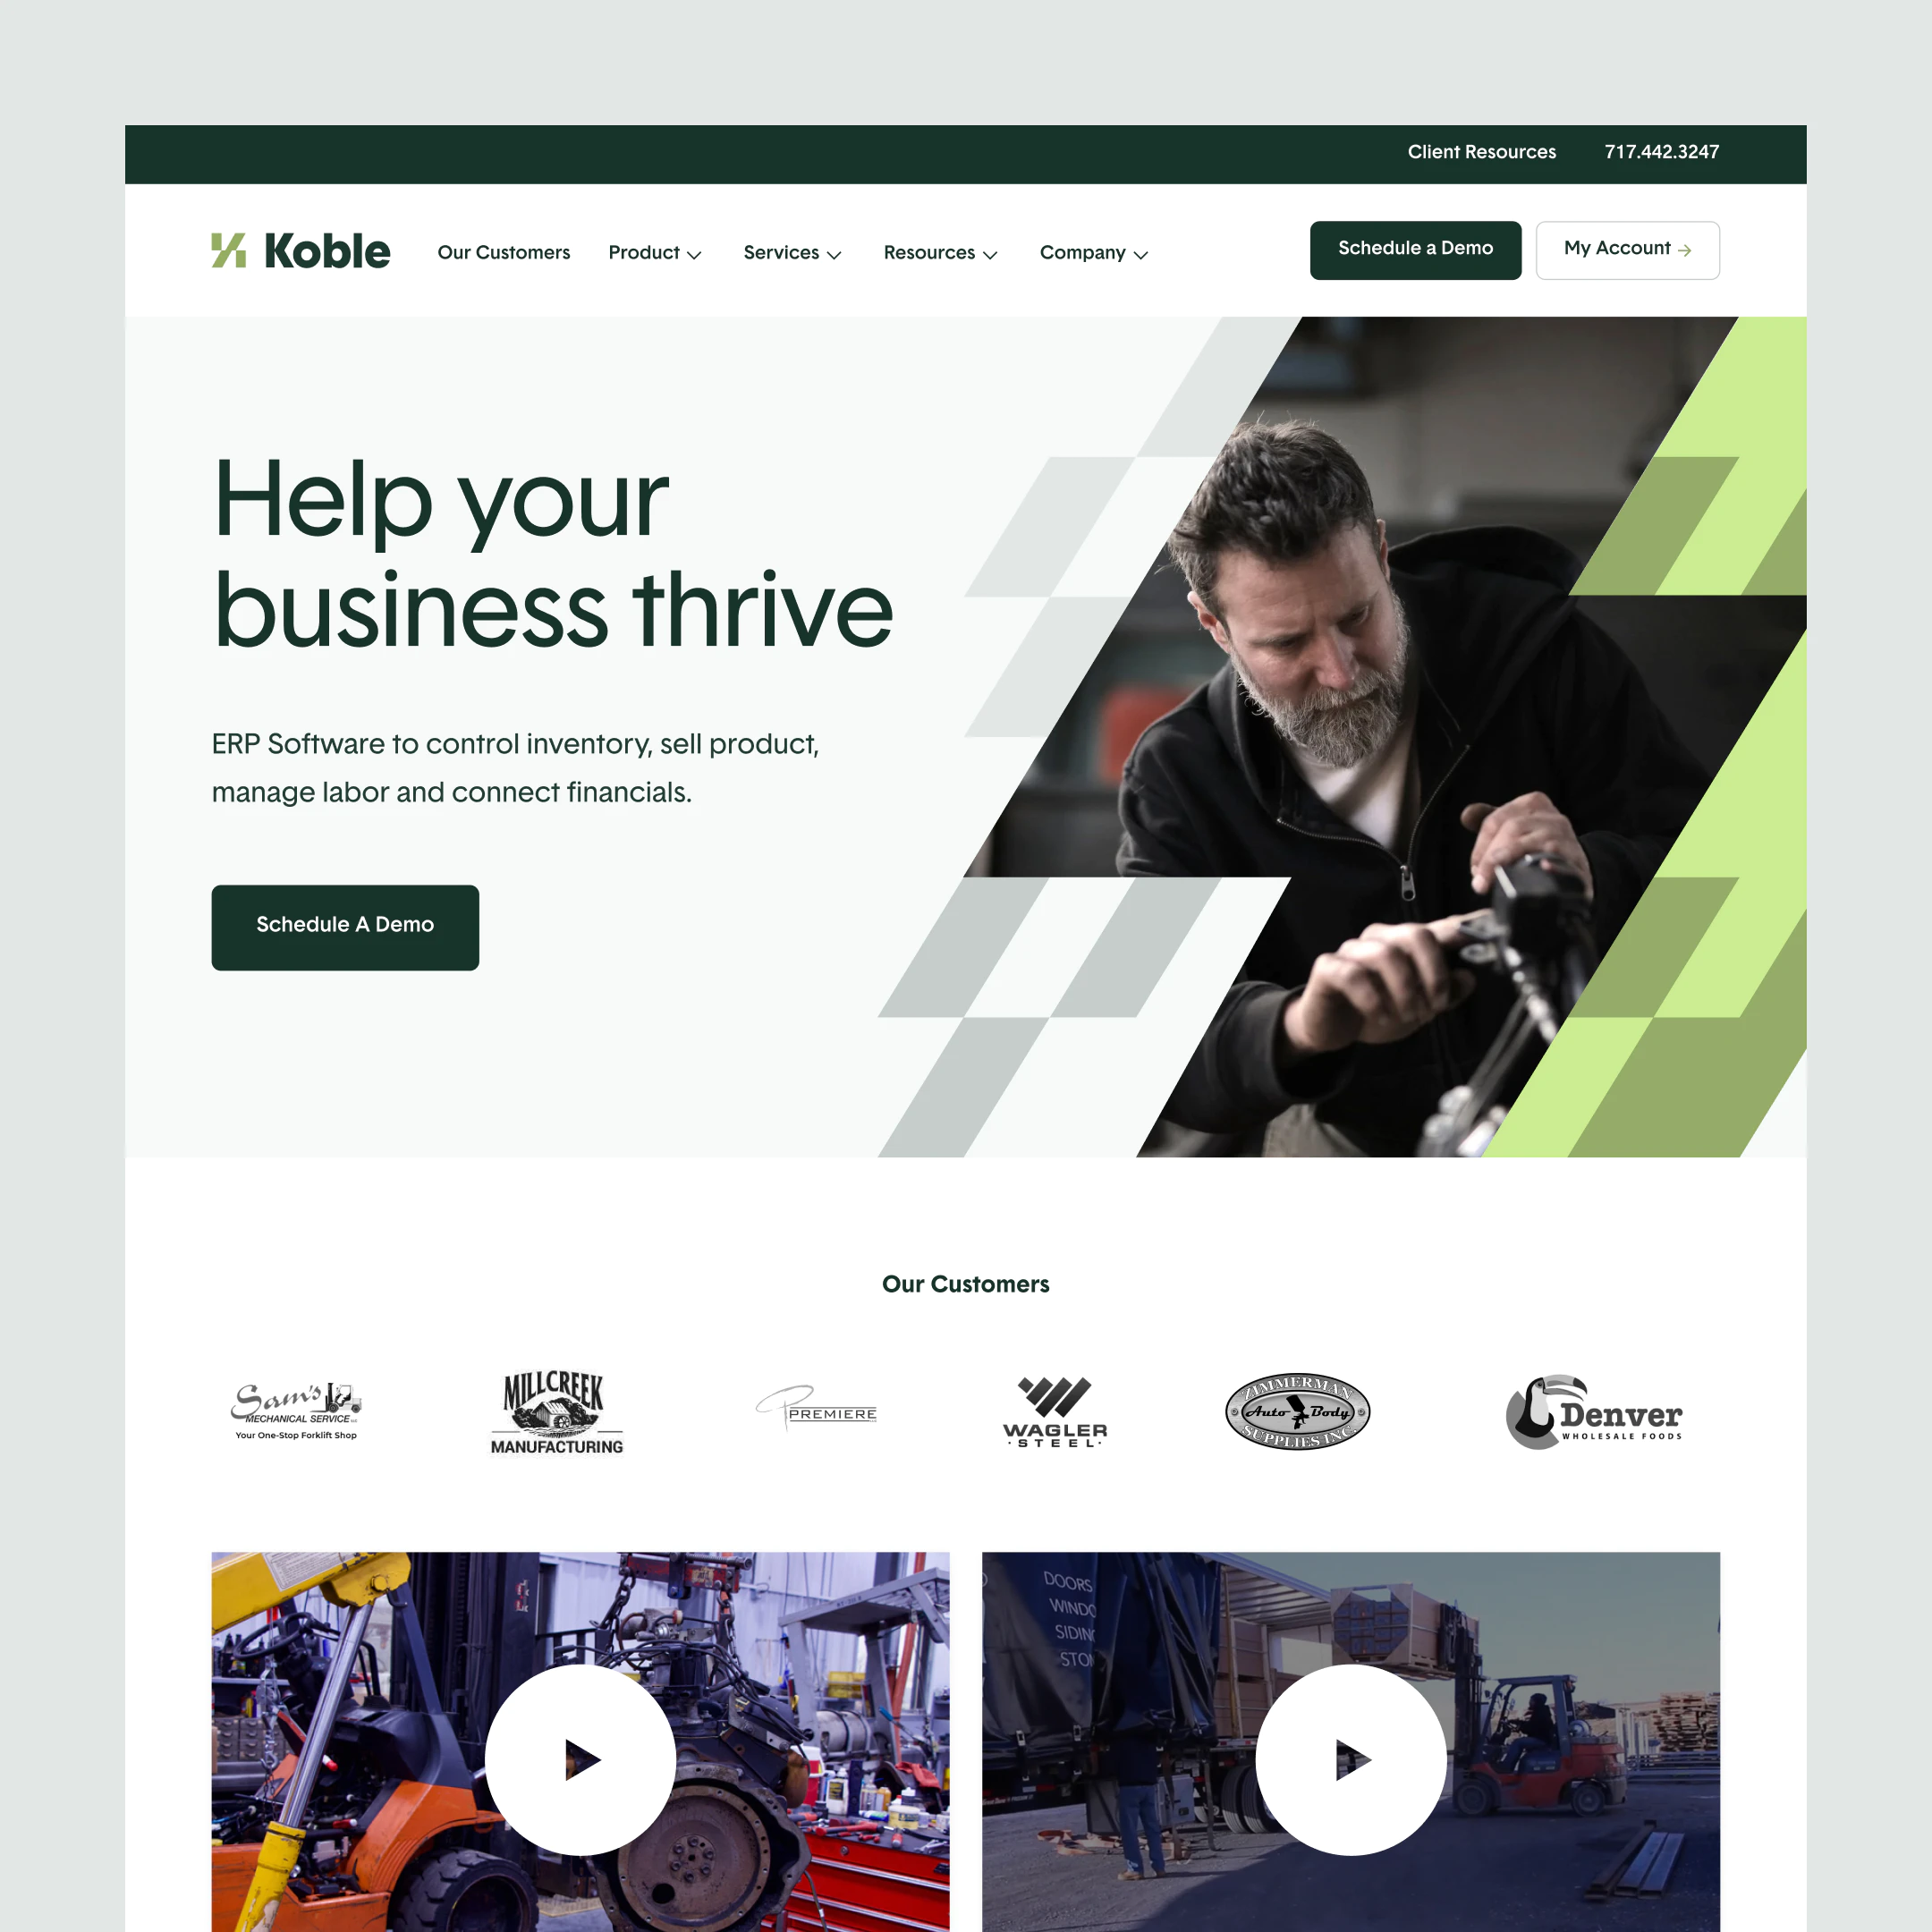 Client Resources 717.442.3247
Koble Our Customers Product Services Resources Company Schedule a Demo My Account →
Help your
business thrive
ERP Software to control inventory, sell product,
manage labor and connect financials.
Schedule A Demo
Our Customers
Sam's
MECHANICAL SERVICE
Your One-Stop Forklift Shop
MILLCREEK
MANUFACTURING
PREMIERE
WAGLER
·STEEL·
ZIMMERMAN
Auto Body
SUPPLIES INC.
Denver
WHOLESALE FOODS
DOORS
WINDO
SIDIN
STO